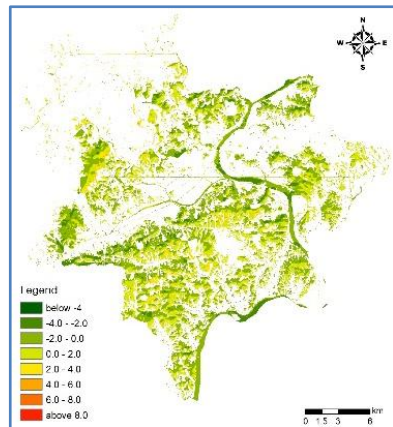 N
W E
S
Legend
below -4
-4.0 - -2.0
-2.0 - 0.0
0.0 - 2.0
2.0 - 4.0
4.0 - 6.0
6.0 - 8.0
above 8.0
km
0 1.5 3 6